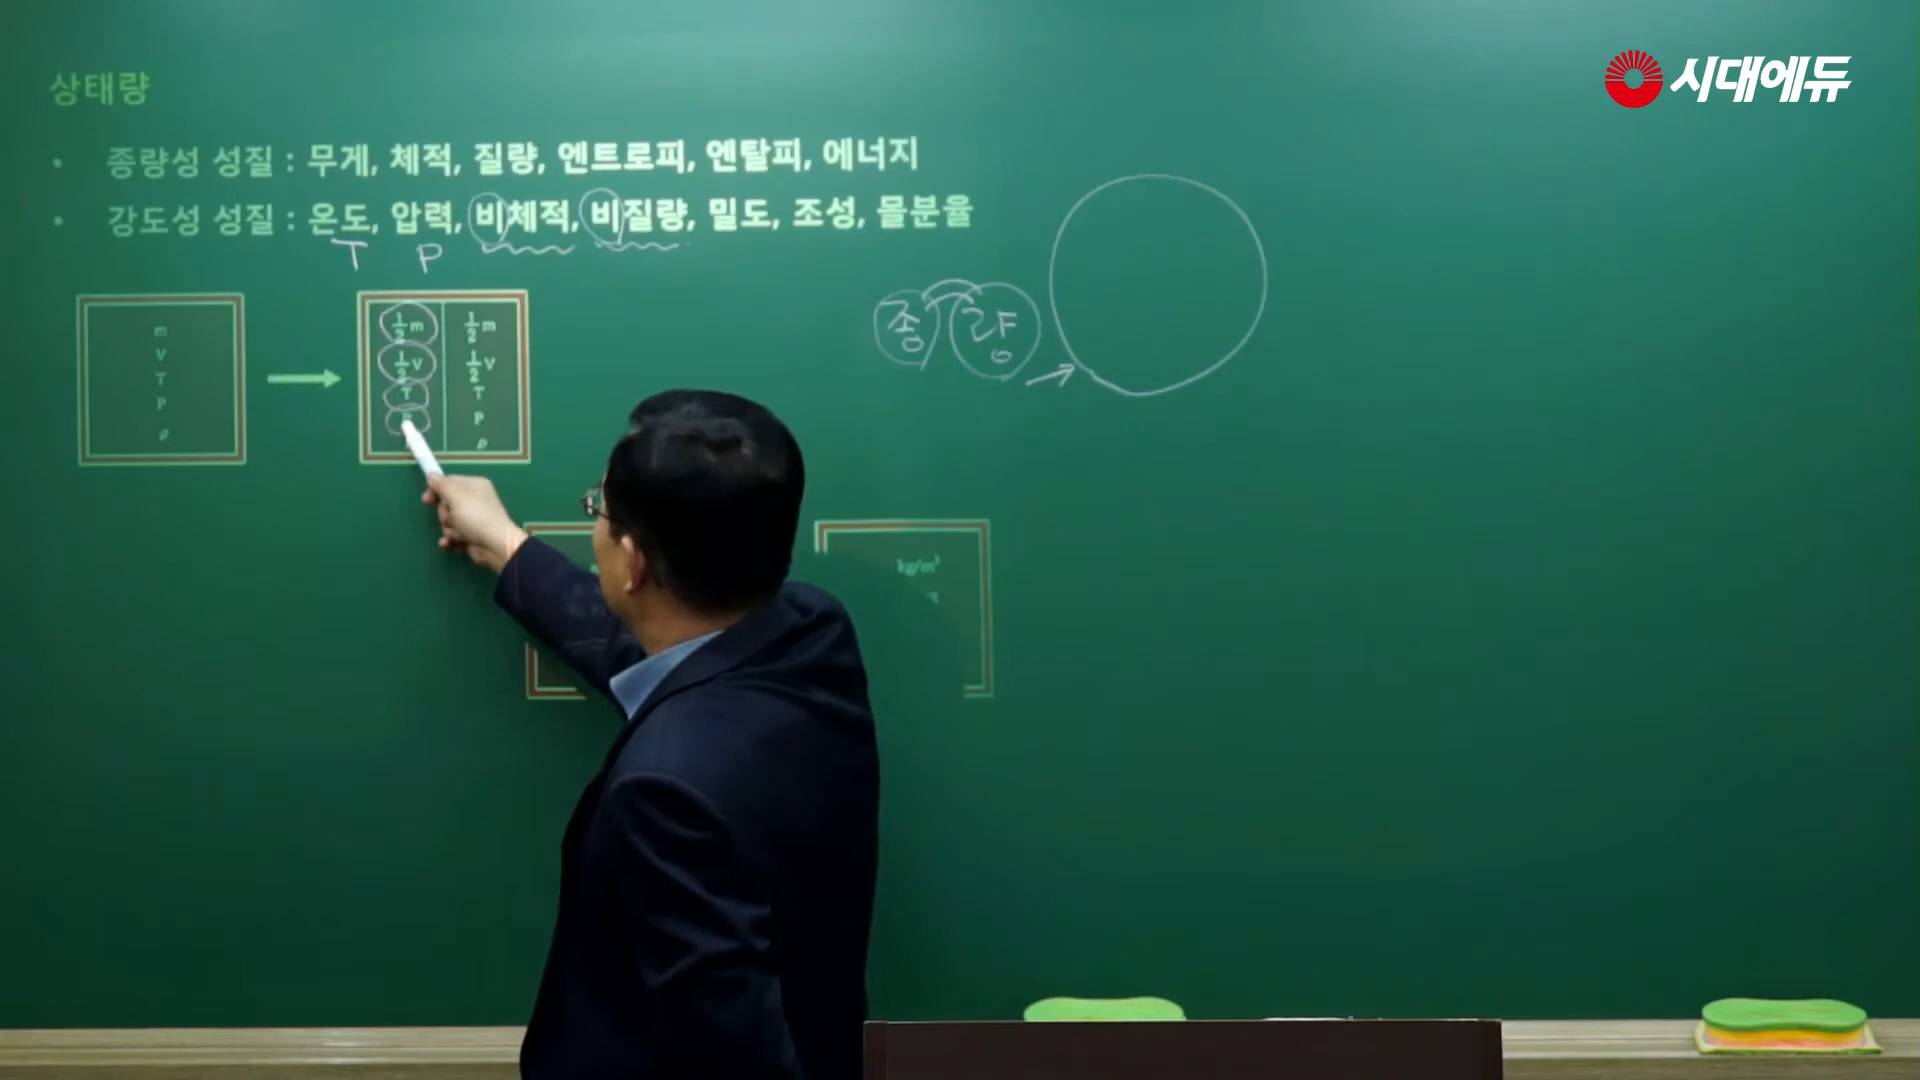 시대에듀
상태량
• 종량성 성질 : 무게, 체적, 질량, 엔트로피, 엔탈피, 에너지
• 강도성 성질 : 온도, 압력, 비체적, 비질량, 밀도, 조성, 몰분율
T P
m
V
T
P
ρ
½m ½m
½V ½V
T T
P P
ρ
종량
kg/m³